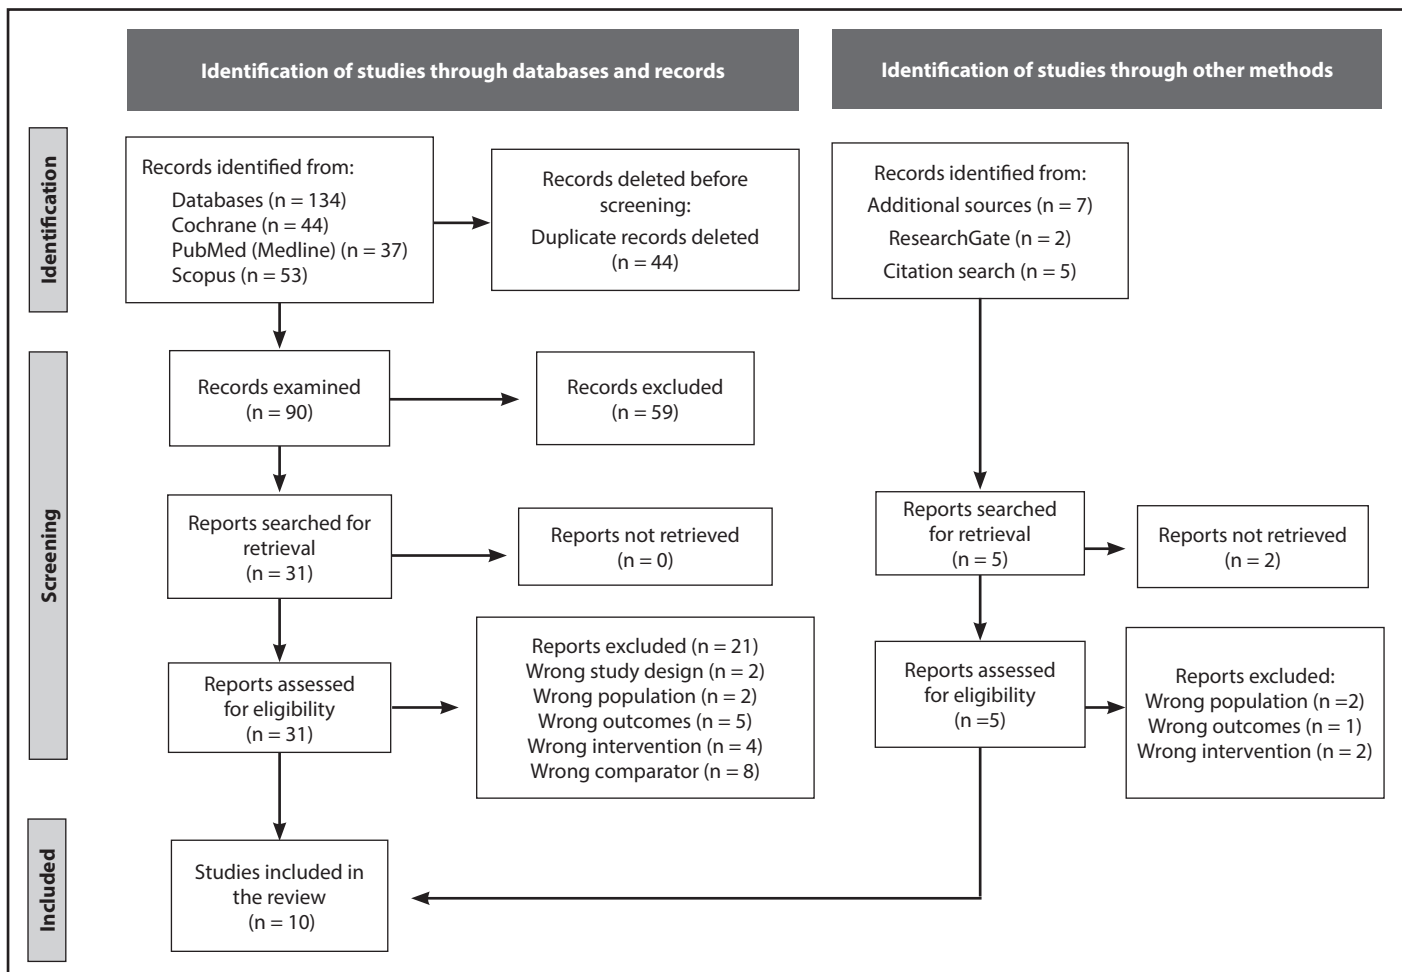 Identification of studies through databases and records
Identification of studies through other methods
Identification
Records identified from:
Databases (n = 134)
Cochrane (n = 44)
PubMed (Medline) (n = 37)
Scopus (n = 53)
Records deleted before
screening:
Duplicate records deleted
(n = 44)
Records identified from:
Additional sources (n = 7)
ResearchGate (n = 2)
Citation search (n = 5)
Screening
Records examined
(n = 90)
Records excluded
(n = 59)
Reports searched for
retrieval
(n = 31)
Reports not retrieved
(n = 0)
Reports searched
for retrieval
(n = 5)
Reports not retrieved
(n = 2)
Reports assessed
for eligibility
(n = 31)
Reports excluded (n = 21)
Wrong study design (n = 2)
Wrong population (n = 2)
Wrong outcomes (n = 5)
Wrong intervention (n = 4)
Wrong comparator (n = 8)
Reports assessed
for eligibility
(n =5)
Reports excluded:
Wrong population (n =2)
Wrong outcomes (n = 1)
Wrong intervention (n = 2)
Included
Studies included in
the review
(n = 10)